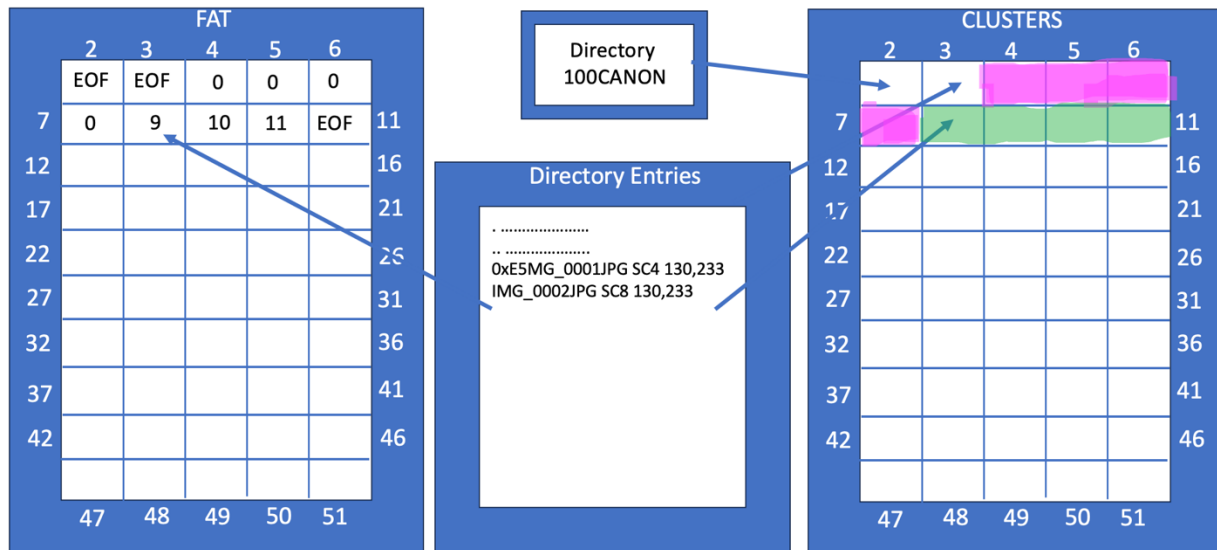 FAT
2 3 4 5 6
EOF EOF 0 0 0
7 0 9 10 11 EOF 11
12 16
17 21
22 26
27 31
32 36
37 41
42 46
47 48 49 50 51
Directory
100CANON
Directory Entries
. .....................
.. .....................
0xE5MG_0001JPG SC4 130,233
IMG_0002JPG SC8 130,233
CLUSTERS
2 3 4 5 6
7 11
12 16
17 21
22 26
27 31
32 36
37 41
42 46
47 48 49 50 51